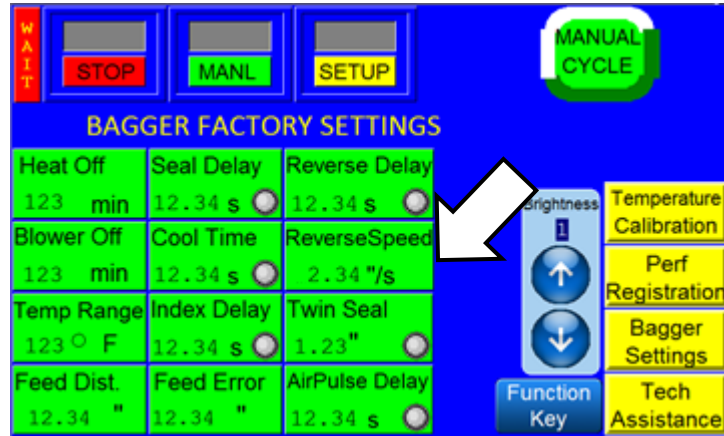 WAIT
STOP
MANL
SETUP
MANUAL
CYCLE
BAGGER FACTORY SETTINGS
Heat Off
123 min
Seal Delay
12.34 s
Reverse Delay
12.34 s
Blower Off
123 min
Cool Time
12.34 s
ReverseSpeed
2.34 "/s
Temp Range
123 ° F
Index Delay
12.34 s
Twin Seal
1.23"
Feed Dist.
12.34 "
Feed Error
12.34 "
AirPulse Delay
12.34 s
Brightness
1
Function
Key
Temperature
Calibration
Perf
Registration
Bagger
Settings
Tech
Assistance